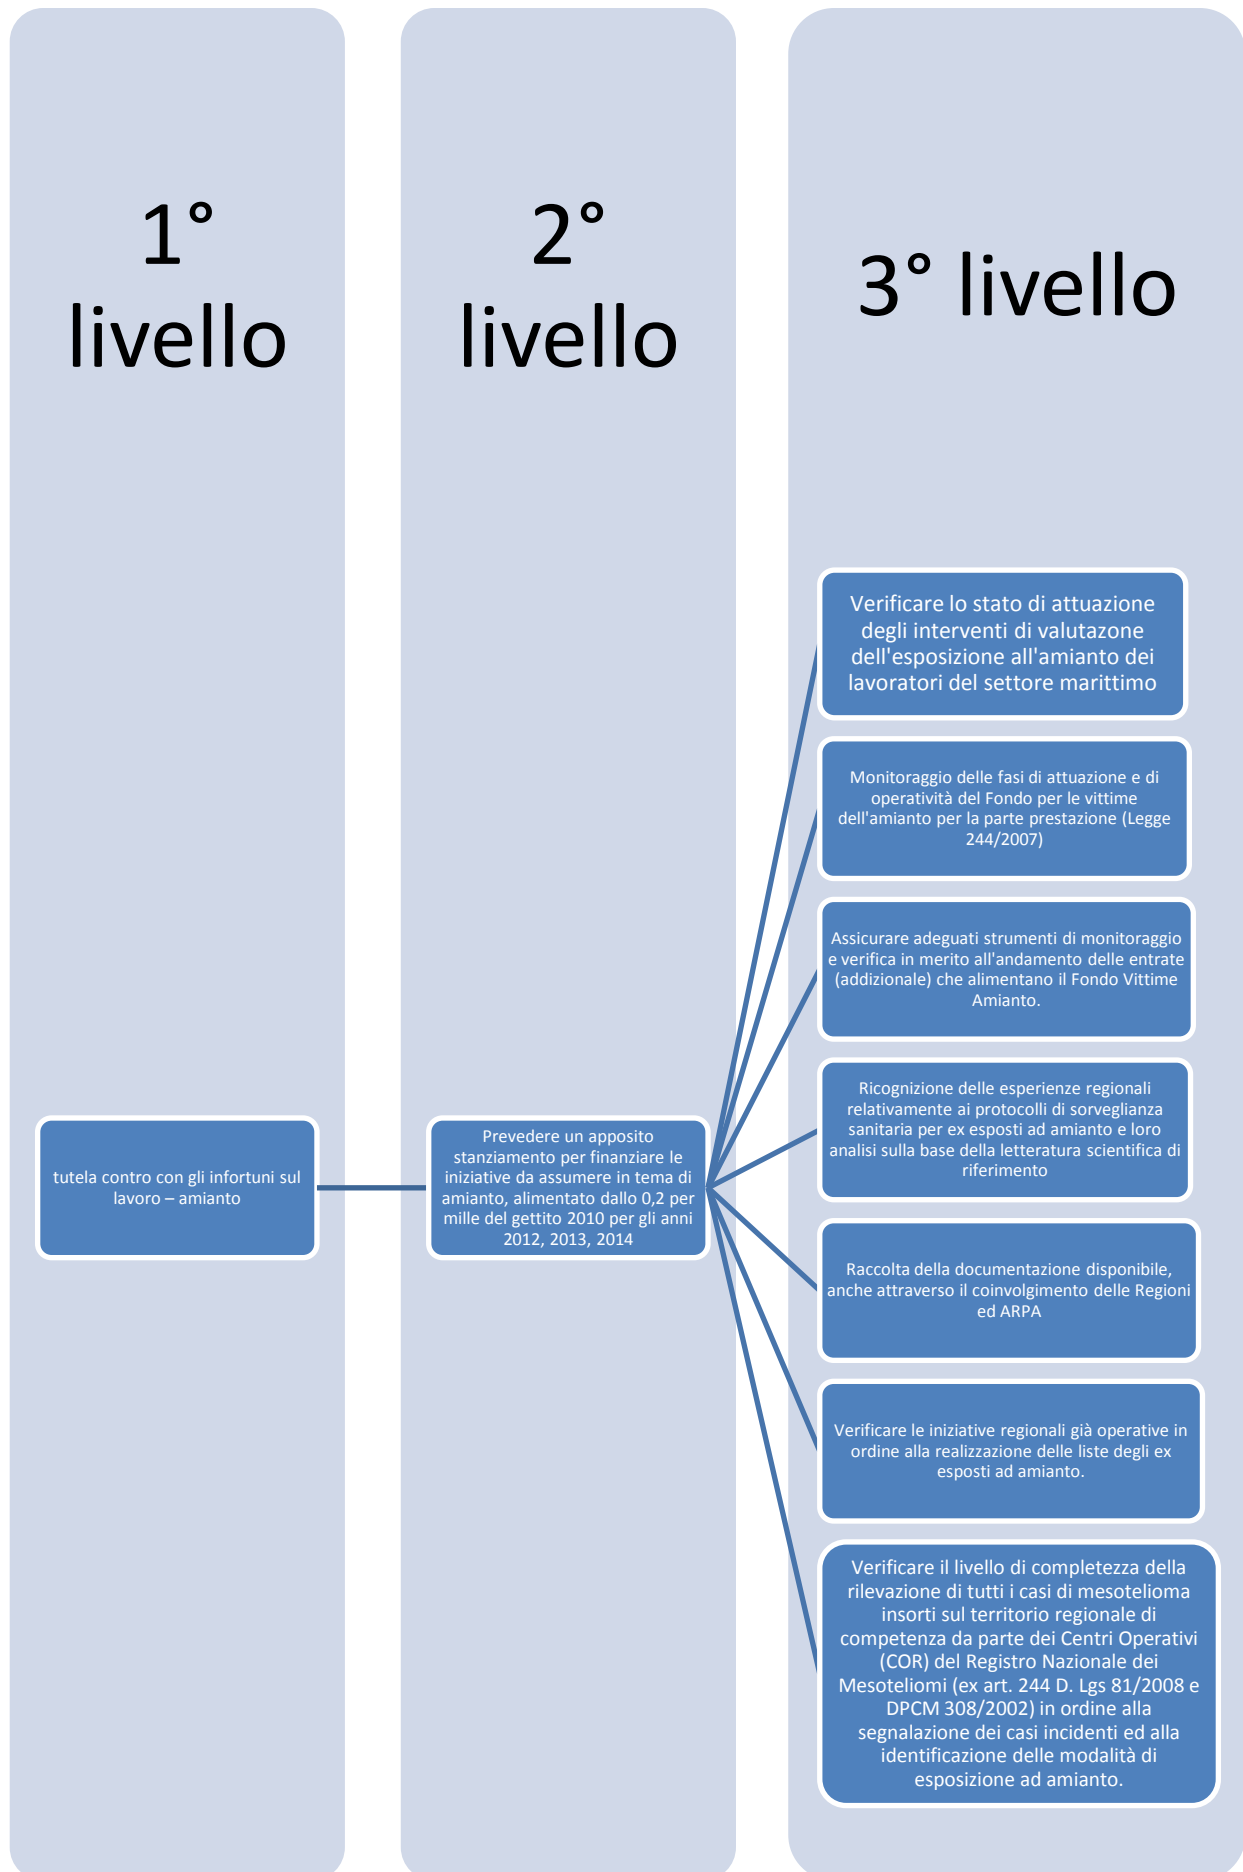 1°
livello
2°
livello
3° livello
tutela contro con gli infortuni sul
lavoro – amianto
Prevedere un apposito
stanziamento per finanziare le
iniziative da assumere in tema di
amianto, alimentato dallo 0,2 per
mille del gettito 2010 per gli anni
2012, 2013, 2014
Verificare lo stato di attuazione
degli interventi di valutazone
dell'esposizione all'amianto dei
lavoratori del settore marittimo
Monitoraggio delle fasi di attuazione e di
operatività del Fondo per le vittime
dell'amianto per la parte prestazione (Legge
244/2007)
Assicurare adeguati strumenti di monitoraggio
e verifica in merito all'andamento delle entrate
(addizionale) che alimentano il Fondo Vittime
Amianto.
Ricognizione delle esperienze regionali
relativamente ai protocolli di sorveglianza
sanitaria per ex esposti ad amianto e loro
analisi sulla base della letteratura scientifica di
riferimento
Raccolta della documentazione disponibile,
anche attraverso il coinvolgimento delle Regioni
ed ARPA
Verificare le iniziative regionali già operative in
ordine alla realizzazione delle liste degli ex
esposti ad amianto.
Verificare il livello di completezza della
rilevazione di tutti i casi di mesotelioma
insorti sul territorio regionale di
competenza da parte dei Centri Operativi
(COR) del Registro Nazionale dei
Mesoteliomi (ex art. 244 D. Lgs 81/2008 e
DPCM 308/2002) in ordine alla
segnalazione dei casi incidenti ed alla
identificazione delle modalità di
esposizione ad amianto.